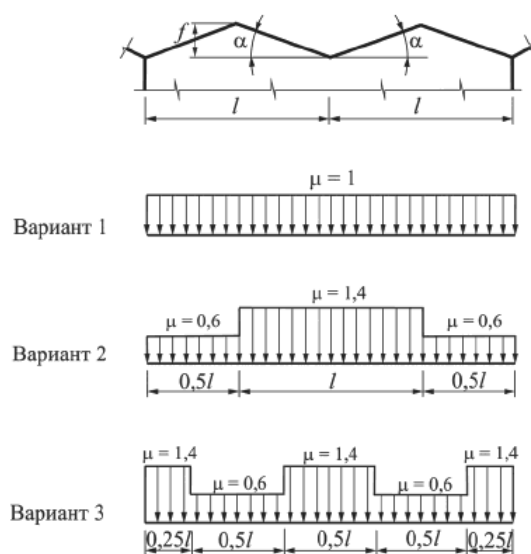 f α α
l l
μ = 1
Вариант 1
μ = 1,4
μ = 0,6 μ = 0,6
Вариант 2
0,5l l 0,5l
μ = 1,4 μ = 1,4 μ = 1,4
μ = 0,6 μ = 0,6
Вариант 3
0,25l 0,5l 0,5l 0,5l 0,25l